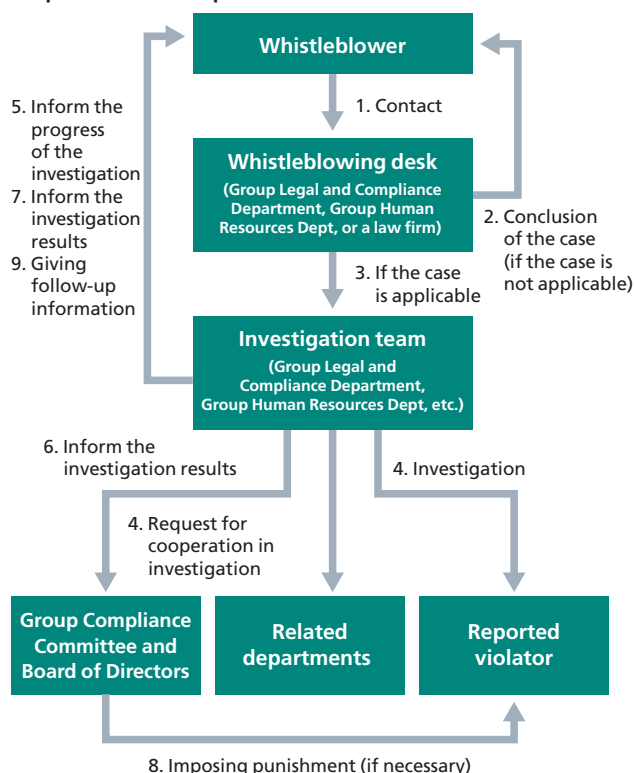 Whistleblower
1. Contact
5. Inform the
progress
of the
investigation
7. Inform the
investigation
results
9. Giving
follow-up
information
Whistleblowing desk
(Group Legal and Compliance
Department, Group Human
Resources Dept, or a law firm)
2. Conclusion
of the case
(if the case is
not applicable)
3. If the case
is applicable
Investigation team
(Group Legal and
Compliance Department,
Group Human Resources Dept, etc.)
6. Inform the
investigation results
4. Investigation
4. Request for
cooperation in
investigation
Group Compliance
Committee and
Board of Directors
Related
departments
Reported
violator
8. Imposing punishment (if necessary)